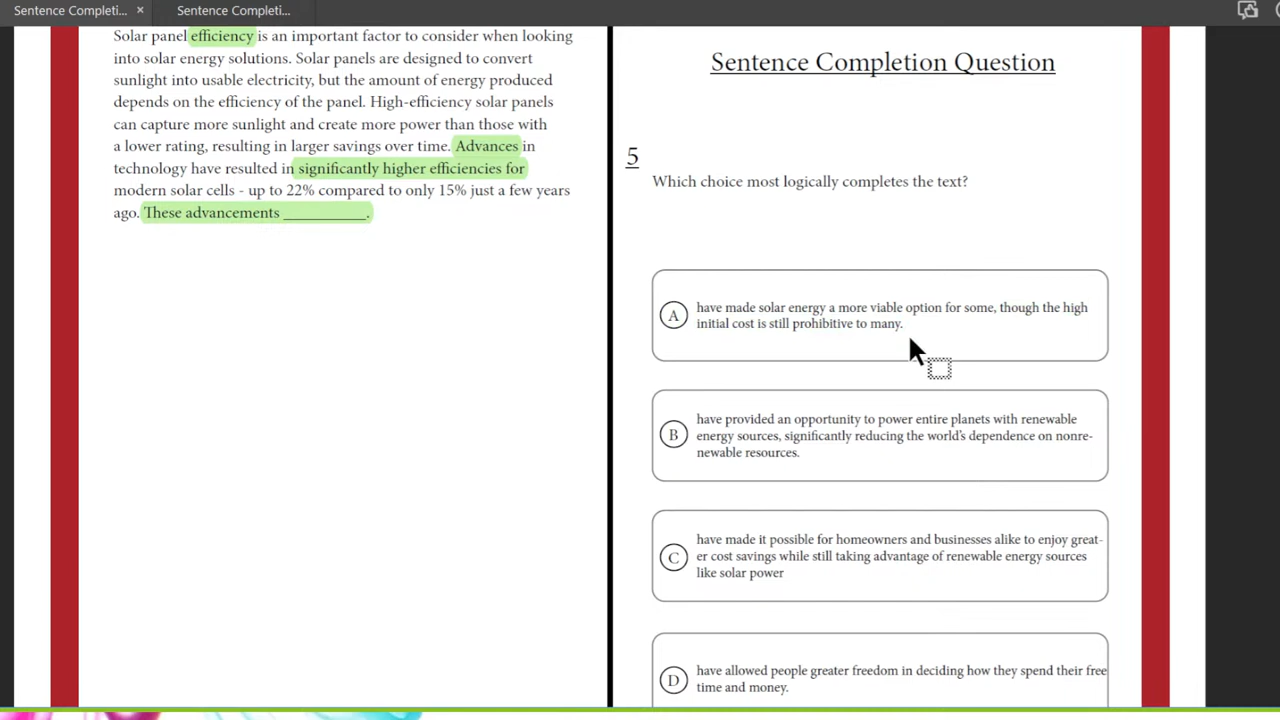 Sentence Completi... ×
Sentence Completi...
Solar panel efficiency is an important factor to consider when looking
into solar energy solutions. Solar panels are designed to convert
sunlight into usable electricity, but the amount of energy produced
depends on the efficiency of the panel. High-efficiency solar panels
can capture more sunlight and create more power than those with
a lower rating, resulting in larger savings over time. Advances in
technology have resulted in significantly higher efficiencies for
modern solar cells - up to 22% compared to only 15% just a few years
ago. These advancements __________.
Sentence Completion Question
5
Which choice most logically completes the text?
A
have made solar energy a more viable option for some, though the high
initial cost is still prohibitive to many.
B
have provided an opportunity to power entire planets with renewable
energy sources, significantly reducing the world's dependence on nonre-
newable resources.
C
have made it possible for homeowners and businesses alike to enjoy great-
er cost savings while still taking advantage of renewable energy sources
like solar power
D
have allowed people greater freedom in deciding how they spend their free
time and money.